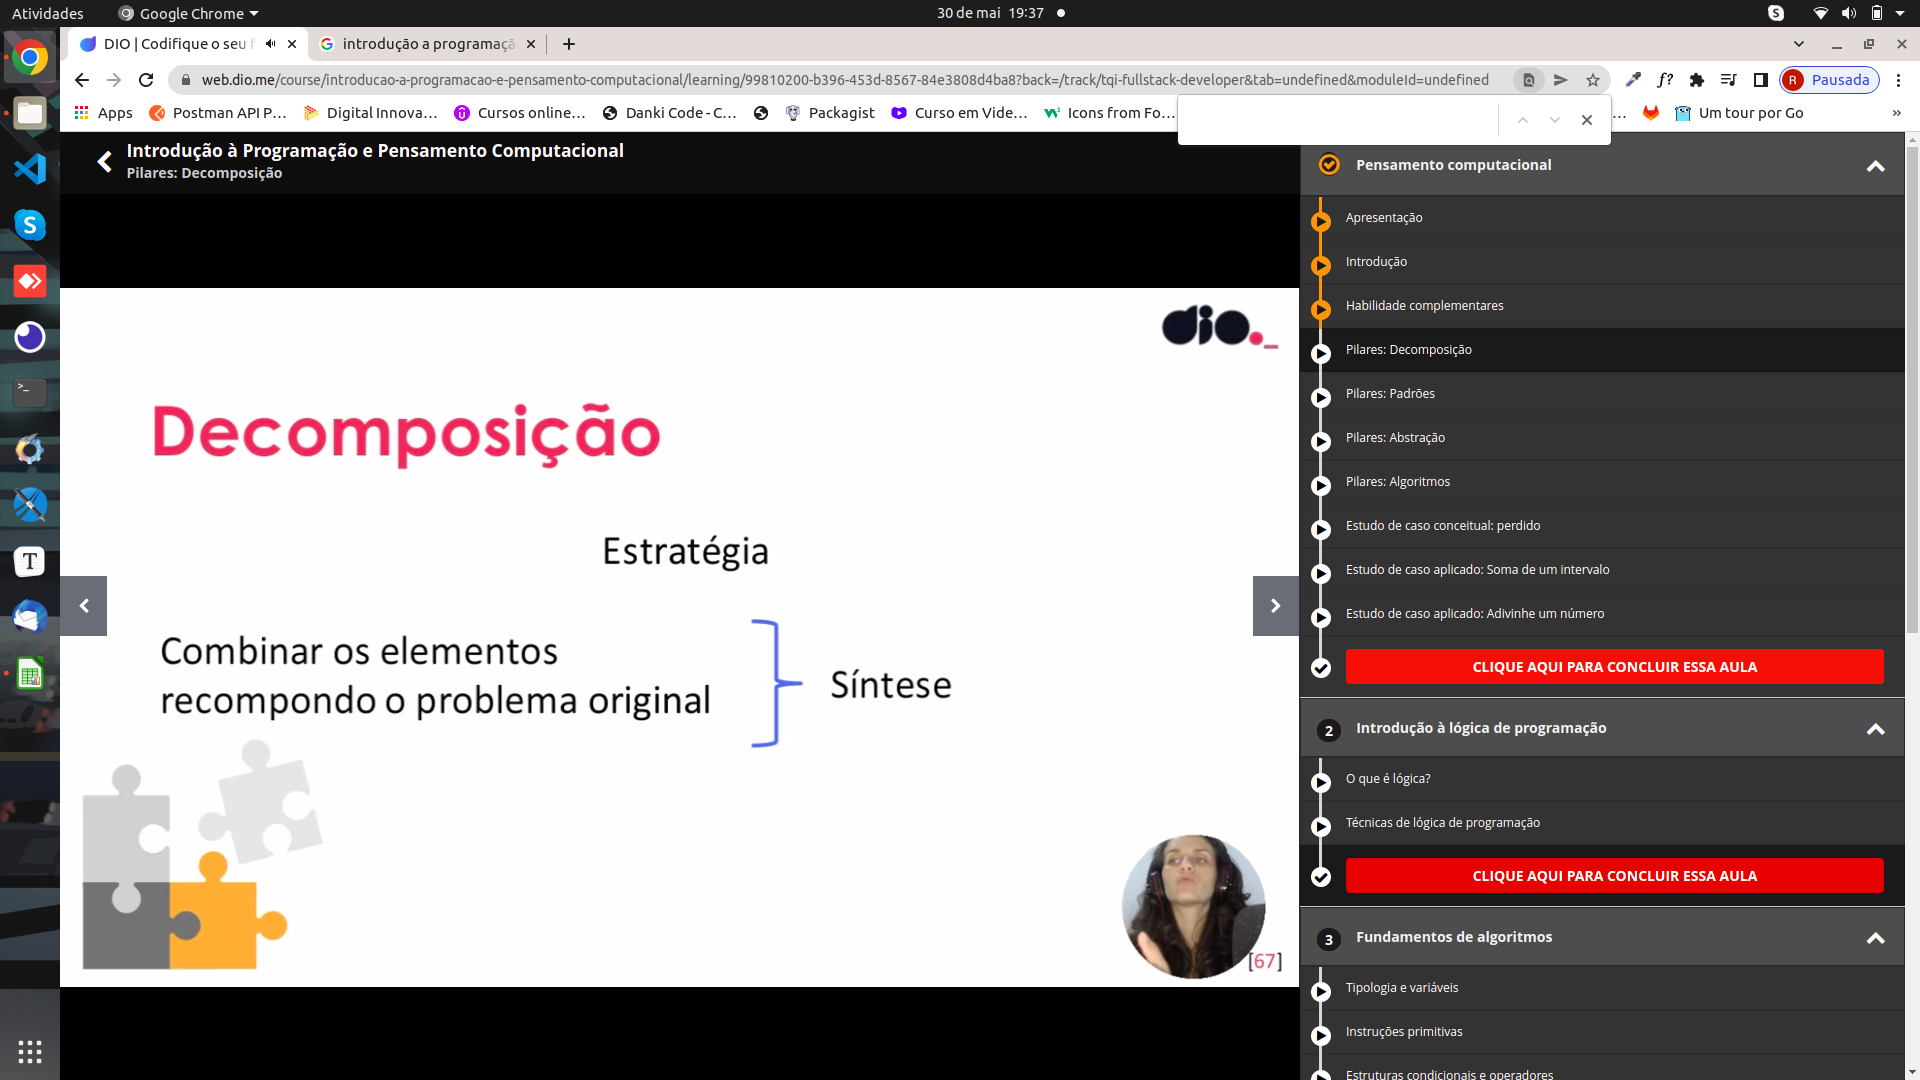 Atividades
Google Chrome
30 de mai 19:37
S
DIO | Codifique o seu f
introdução a programaçã
web.dio.me/course/introducao-a-programacao-e-pensamento-computacional/learning/99810200-b396-453d-8567-84e3808d4ba8?back=/track/tqi-fullstack-developer&tab=undefined&moduleId=undefined
f?
R
Pausada
Apps
Postman API P…
Digital Innova…
Cursos online…
Danki Code - C…
Packagist
Curso em Vide…
Icons from Fo…
…
Um tour por Go
»
Introdução à Programação e Pensamento Computacional
Pilares: Decomposição
dio._
Decomposição
Estratégia
Combinar os elementos
recompondo o problema original
Síntese
[67]
Pensamento computacional
Apresentação
Introdução
Habilidade complementares
Pilares: Decomposição
Pilares: Padrões
Pilares: Abstração
Pilares: Algoritmos
Estudo de caso conceitual: perdido
Estudo de caso aplicado: Soma de um intervalo
Estudo de caso aplicado: Adivinhe um número
CLIQUE AQUI PARA CONCLUIR ESSA AULA
2
Introdução à lógica de programação
O que é lógica?
Técnicas de lógica de programação
CLIQUE AQUI PARA CONCLUIR ESSA AULA
3
Fundamentos de algoritmos
Tipologia e variáveis
Instruções primitivas
Estruturas condicionais e operadores